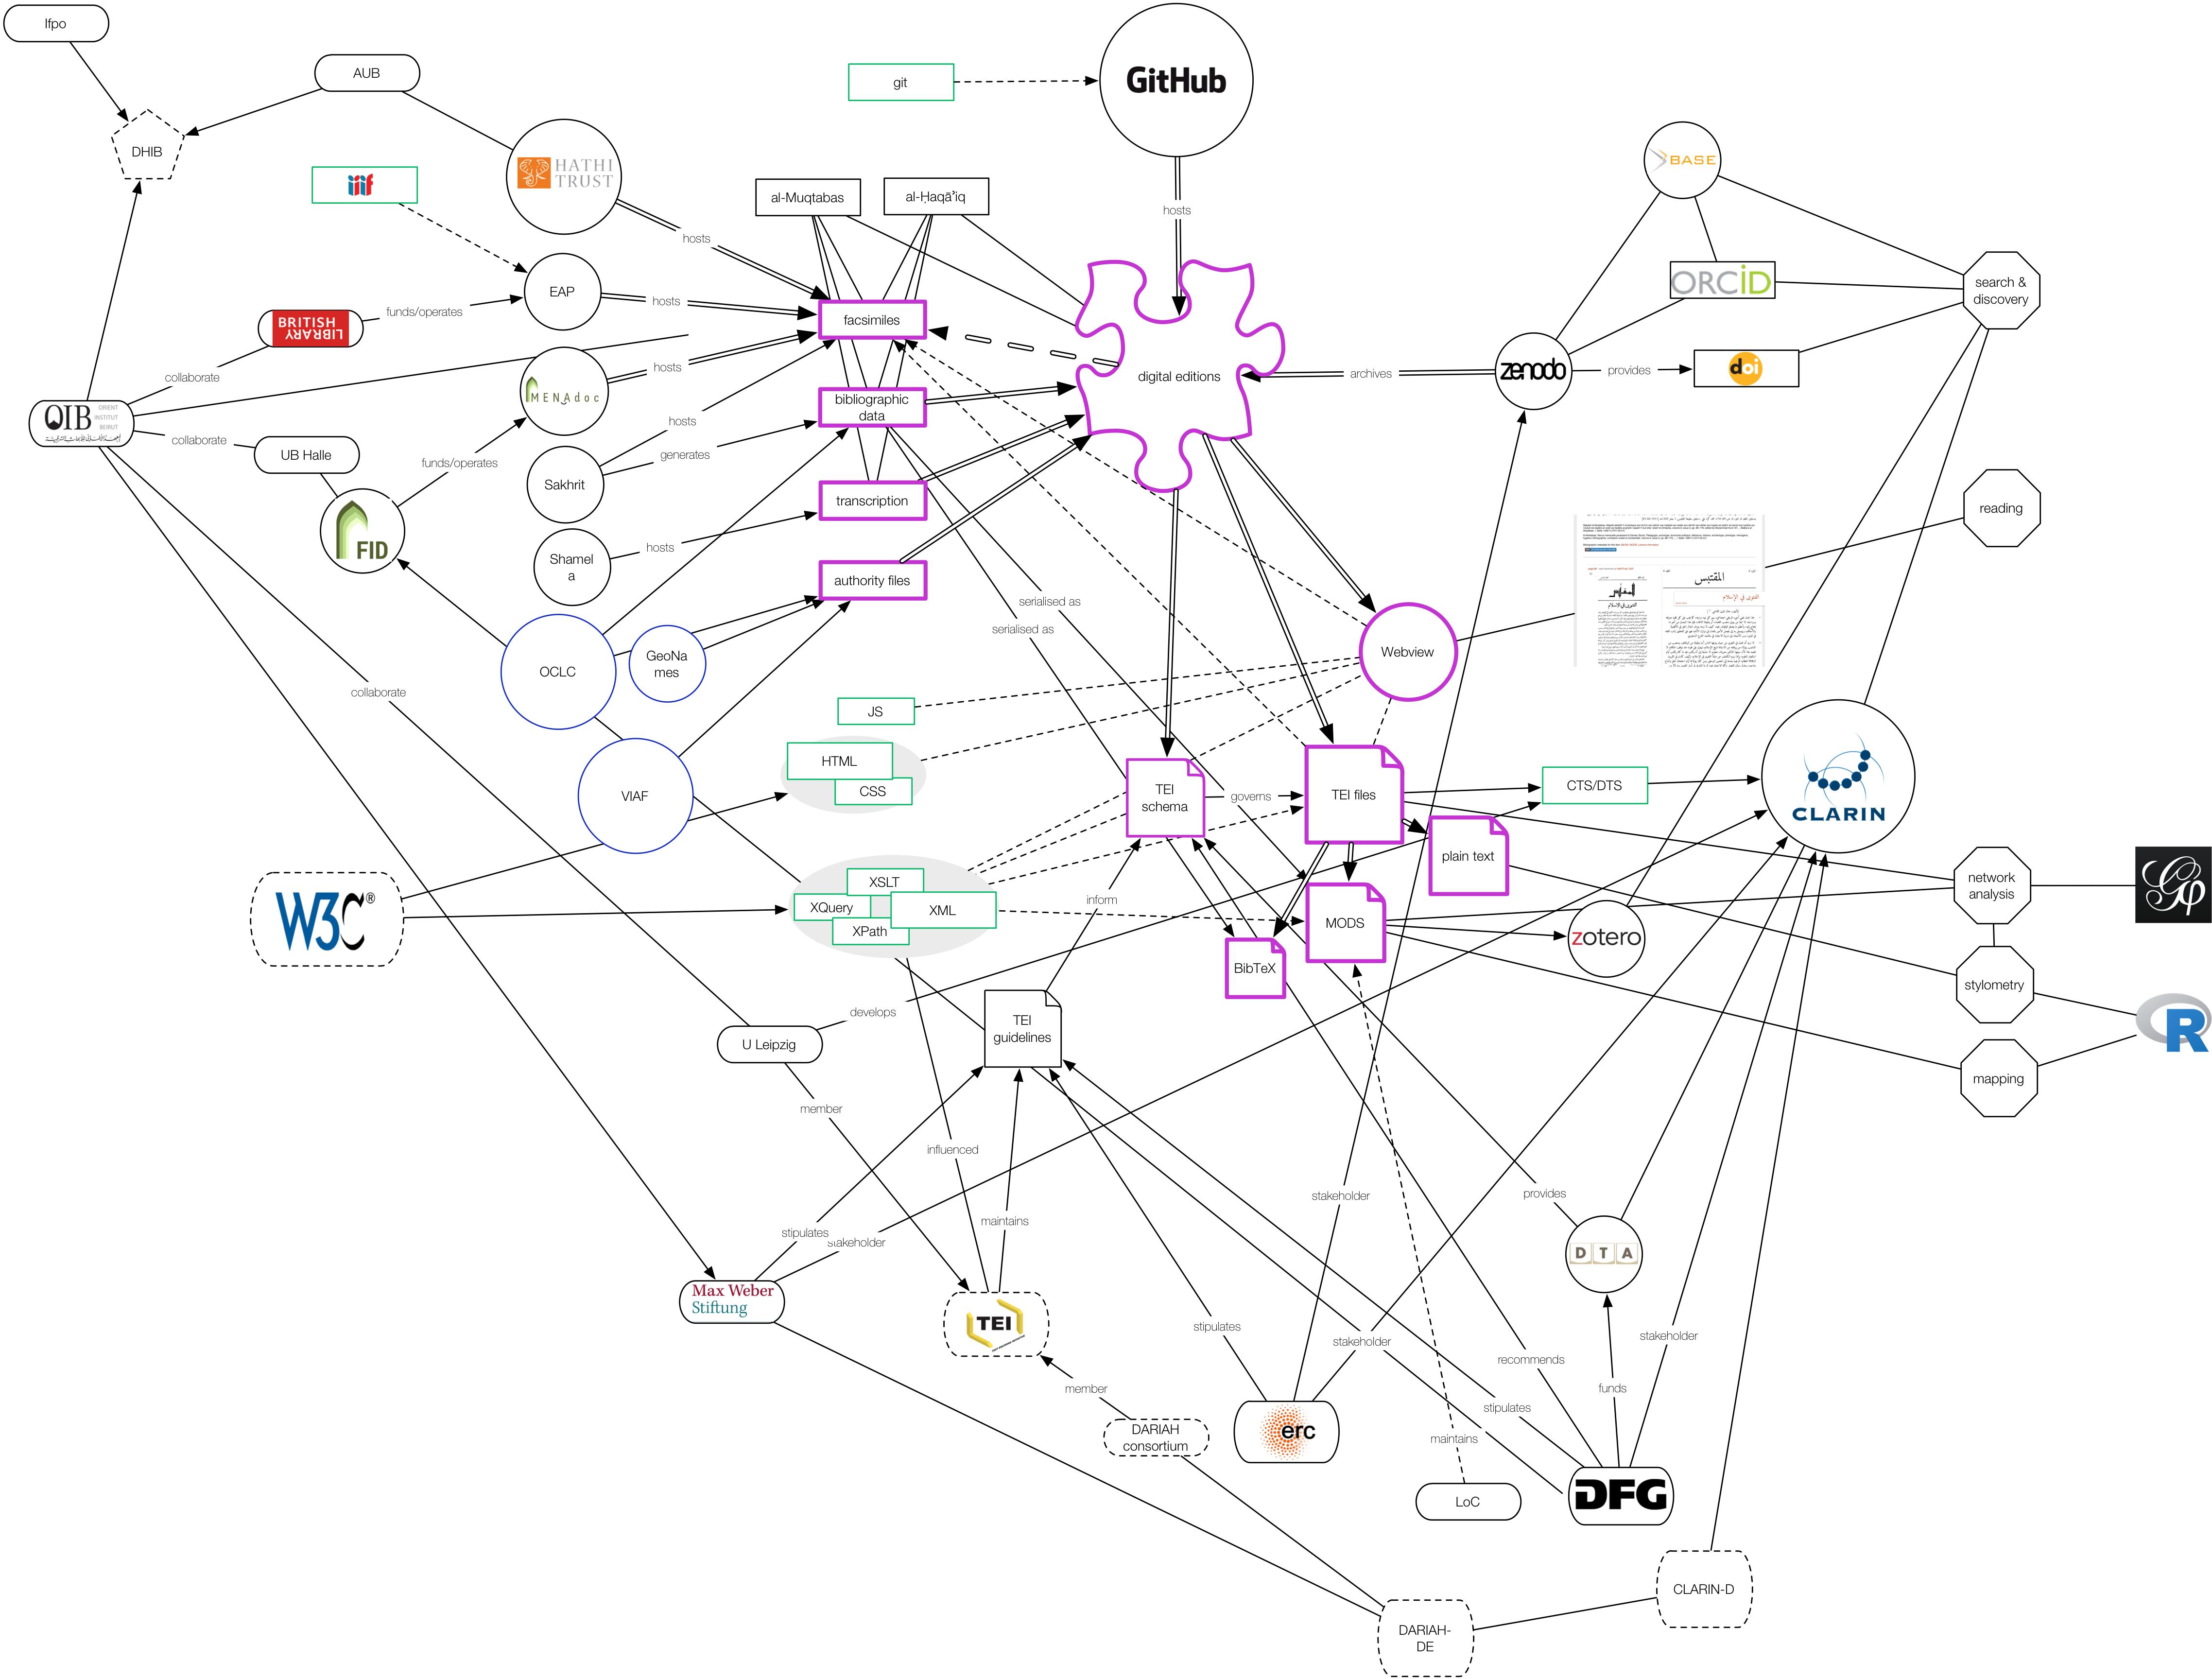 Ifpo
AUB
git
GitHub
DHIB
iiif
HATHI
TRUST
BASE
al-Muqtabas
al-Ḥaqāʾiq
hosts
hosts
ORCiD
search &
discovery
EAP
hosts
funds/operates
BRITISH
LIBRARY
facsimiles
digital editions
archives
zenodo
provides
doi
collaborate
MENAdoc
hosts
OIB
ORIENT
INSTITUT
BEIRUT
bibliographic
data
hosts
collaborate
UB Halle
funds/operates
generates
Sakhrit
transcription
reading
FID
hosts
Shamel
a
authority files
المقتبس
الفتوى في الإسلام
serialised as
serialised as
OCLC
GeoNa
mes
Webview
collaborate
JS
HTML
CSS
VIAF
TEI
schema
governs
TEI files
CTS/DTS
CLARIN
plain text
network
analysis
W3C®
XSLT
XQuery
XML
XPath
inform
MODS
zotero
BibTeX
stylometry
R
develops
TEI
guidelines
U Leipzig
mapping
member
influenced
provides
stakeholder
maintains
stipulates
stakeholder
DTA
Max Weber
Stiftung
TEI
stipulates
stakeholder
stakeholder
recommends
member
funds
stipulates
DARIAH
consortium
erc
maintains
LoC
DFG
CLARIN-D
DARIAH-
DE